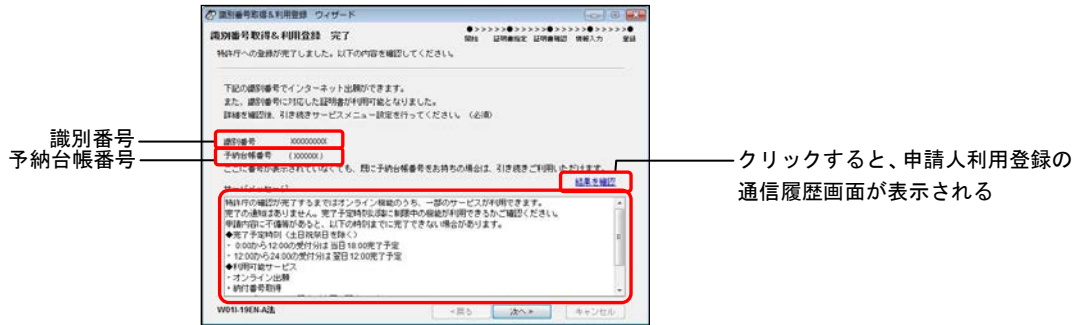 識別番号取得&利用登録 ウィザード
識別番号取得&利用登録 完了
●>>>>>●>>>>>●>>>>>●>>>>>●
開始 証明書指定 証明書確認 情報入力 登録
特許庁への登録が完了しました。以下の内容を確認してください。
下記の識別番号でインターネット出願ができます。
また、識別番号に対応した証明書が利用可能となりました。
詳細を確認後、引き続きサービスメニュー設定を行ってください。(必須)
識別番号
識別番号 XXXXXXXXX
予納台帳番号
予納台帳番号 (XXXXXX)
ここに番号が表示されていなくても、既に予納台帳番号をお持ちの場合は、引き続きご利用いただけます。
結果を確認
クリックすると、申請人利用登録の
通信履歴画面が表示される
サーバメッセージ
特許庁の確認が完了するまではオンライン機能のうち、一部のサービスが利用できます。
完了の通知はありません。完了予定時刻以降に制限中の機能が利用できるかご確認ください。
申請内容に不備等があると、以下の時刻までに完了できない場合があります。
◆完了予定時刻(土日祝祭日を除く)
・ 0:00から12:00の受付分は 当日 18:00完了予定
・ 12:00から24:00の受付分は 翌日 12:00完了予定
◆利用可能サービス
・オンライン出願
・納付番号取得
W01I-19EN-A法
<戻る
次へ>
キャンセル